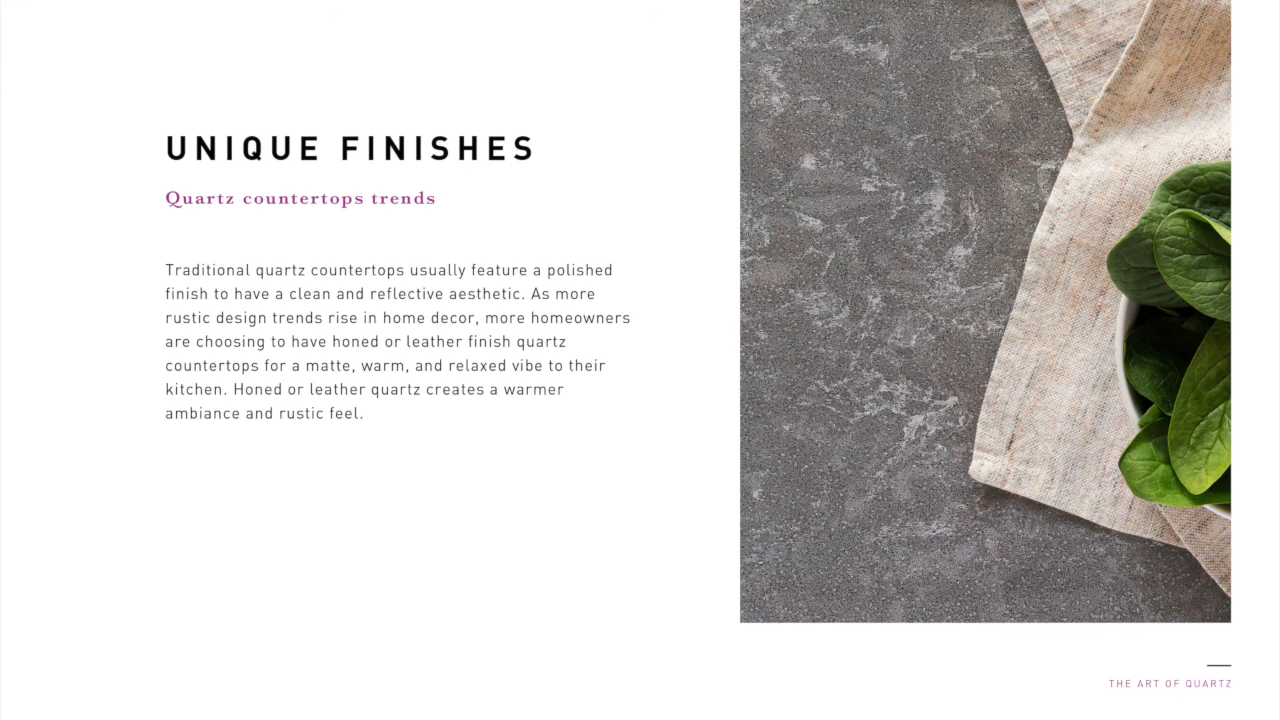 UNIQUE FINISHES
Quartz countertops trends
Traditional quartz countertops usually feature a polished
finish to have a clean and reflective aesthetic. As more
rustic design trends rise in home decor, more homeowners
are choosing to have honed or leather finish quartz
countertops for a matte, warm, and relaxed vibe to their
kitchen. Honed or leather quartz creates a warmer
ambiance and rustic feel.
THE ART OF QUARTZ